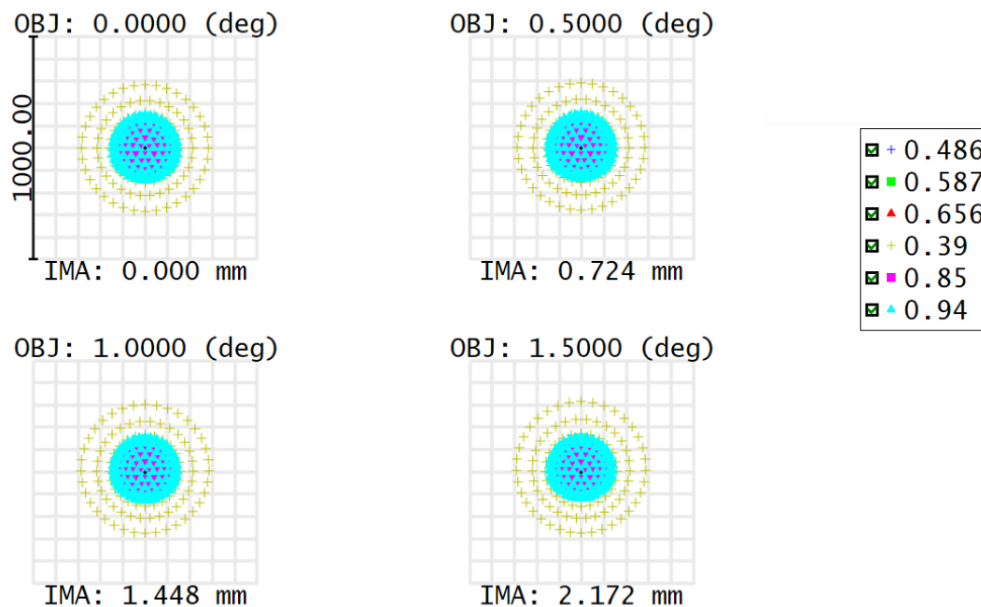 OBJ: 0.0000 (deg)
OBJ: 0.5000 (deg)
1000.00
IMA: 0.000 mm
IMA: 0.724 mm
0.486
0.587
0.656
0.39
0.85
0.94
OBJ: 1.0000 (deg)
OBJ: 1.5000 (deg)
IMA: 1.448 mm
IMA: 2.172 mm